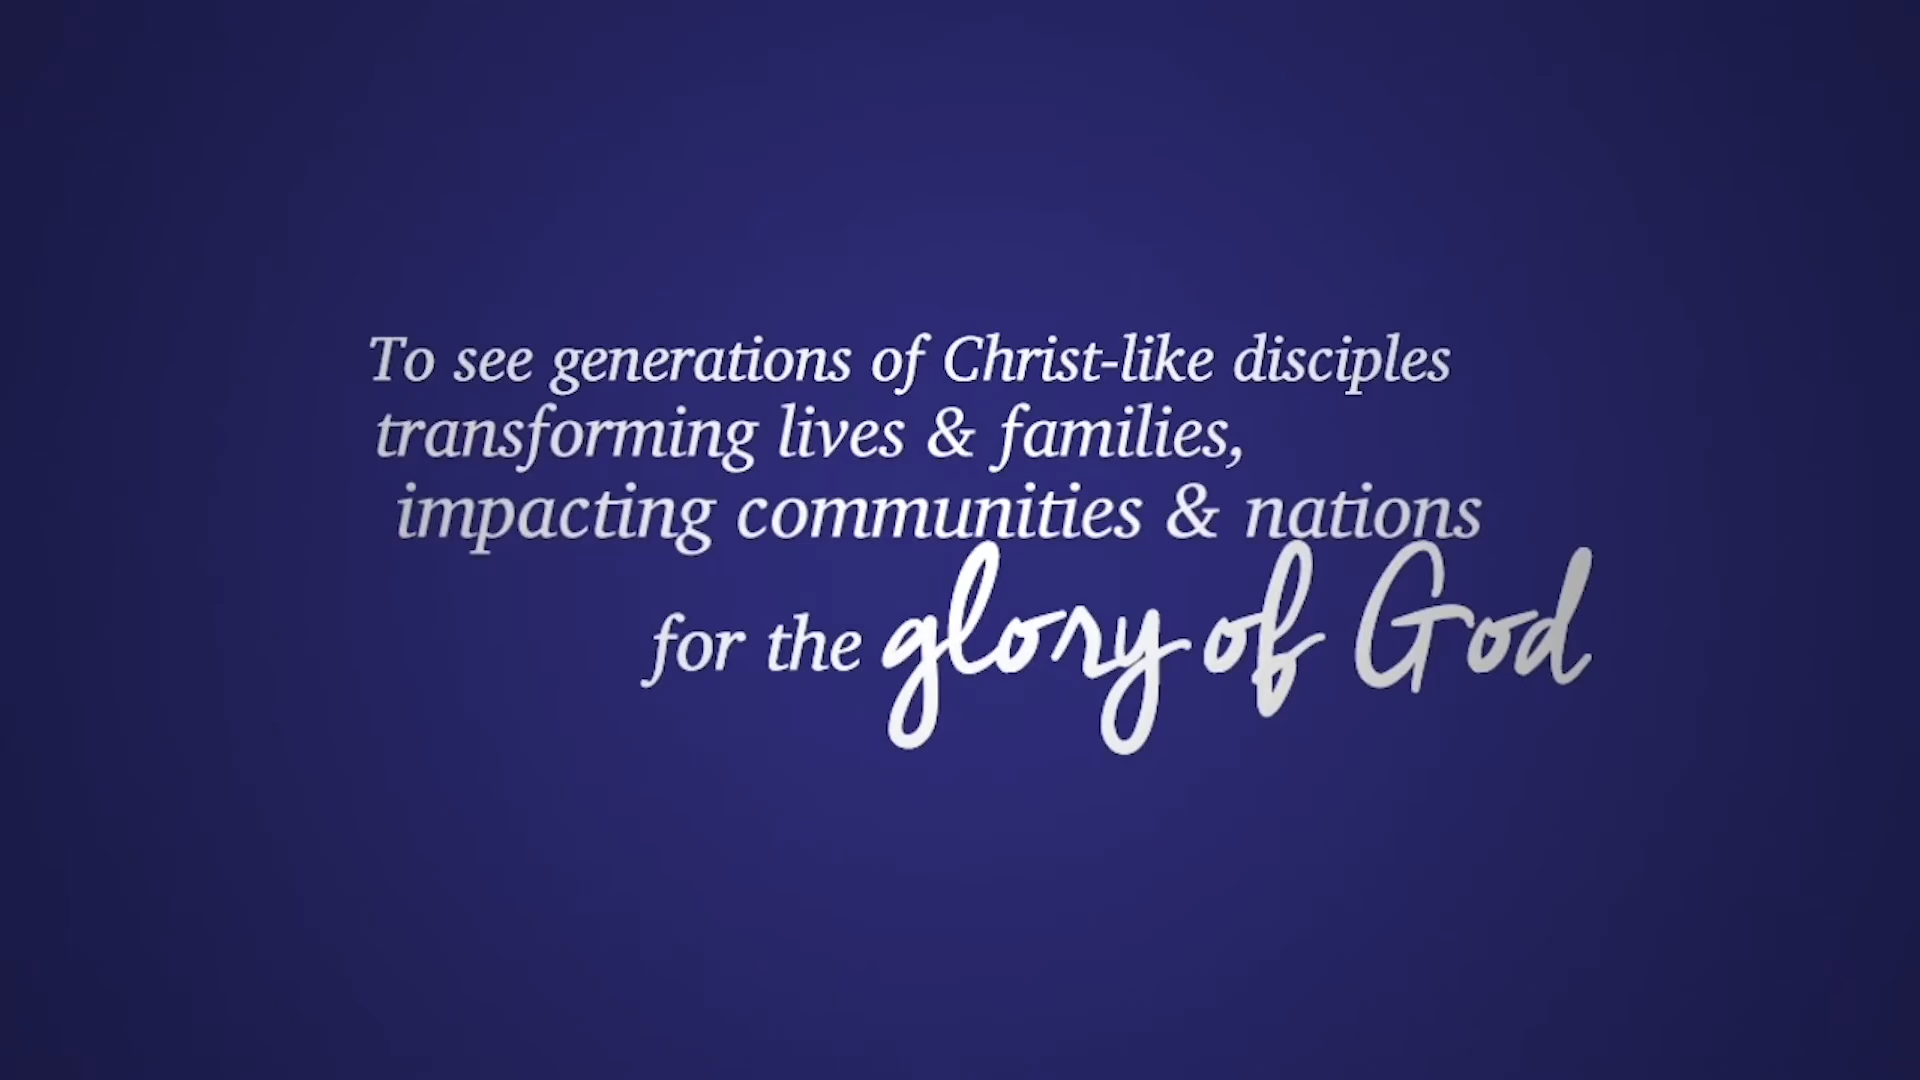 To see generations of Christ-like disciples
transforming lives & families,
impacting communities & nations
for the glory of God